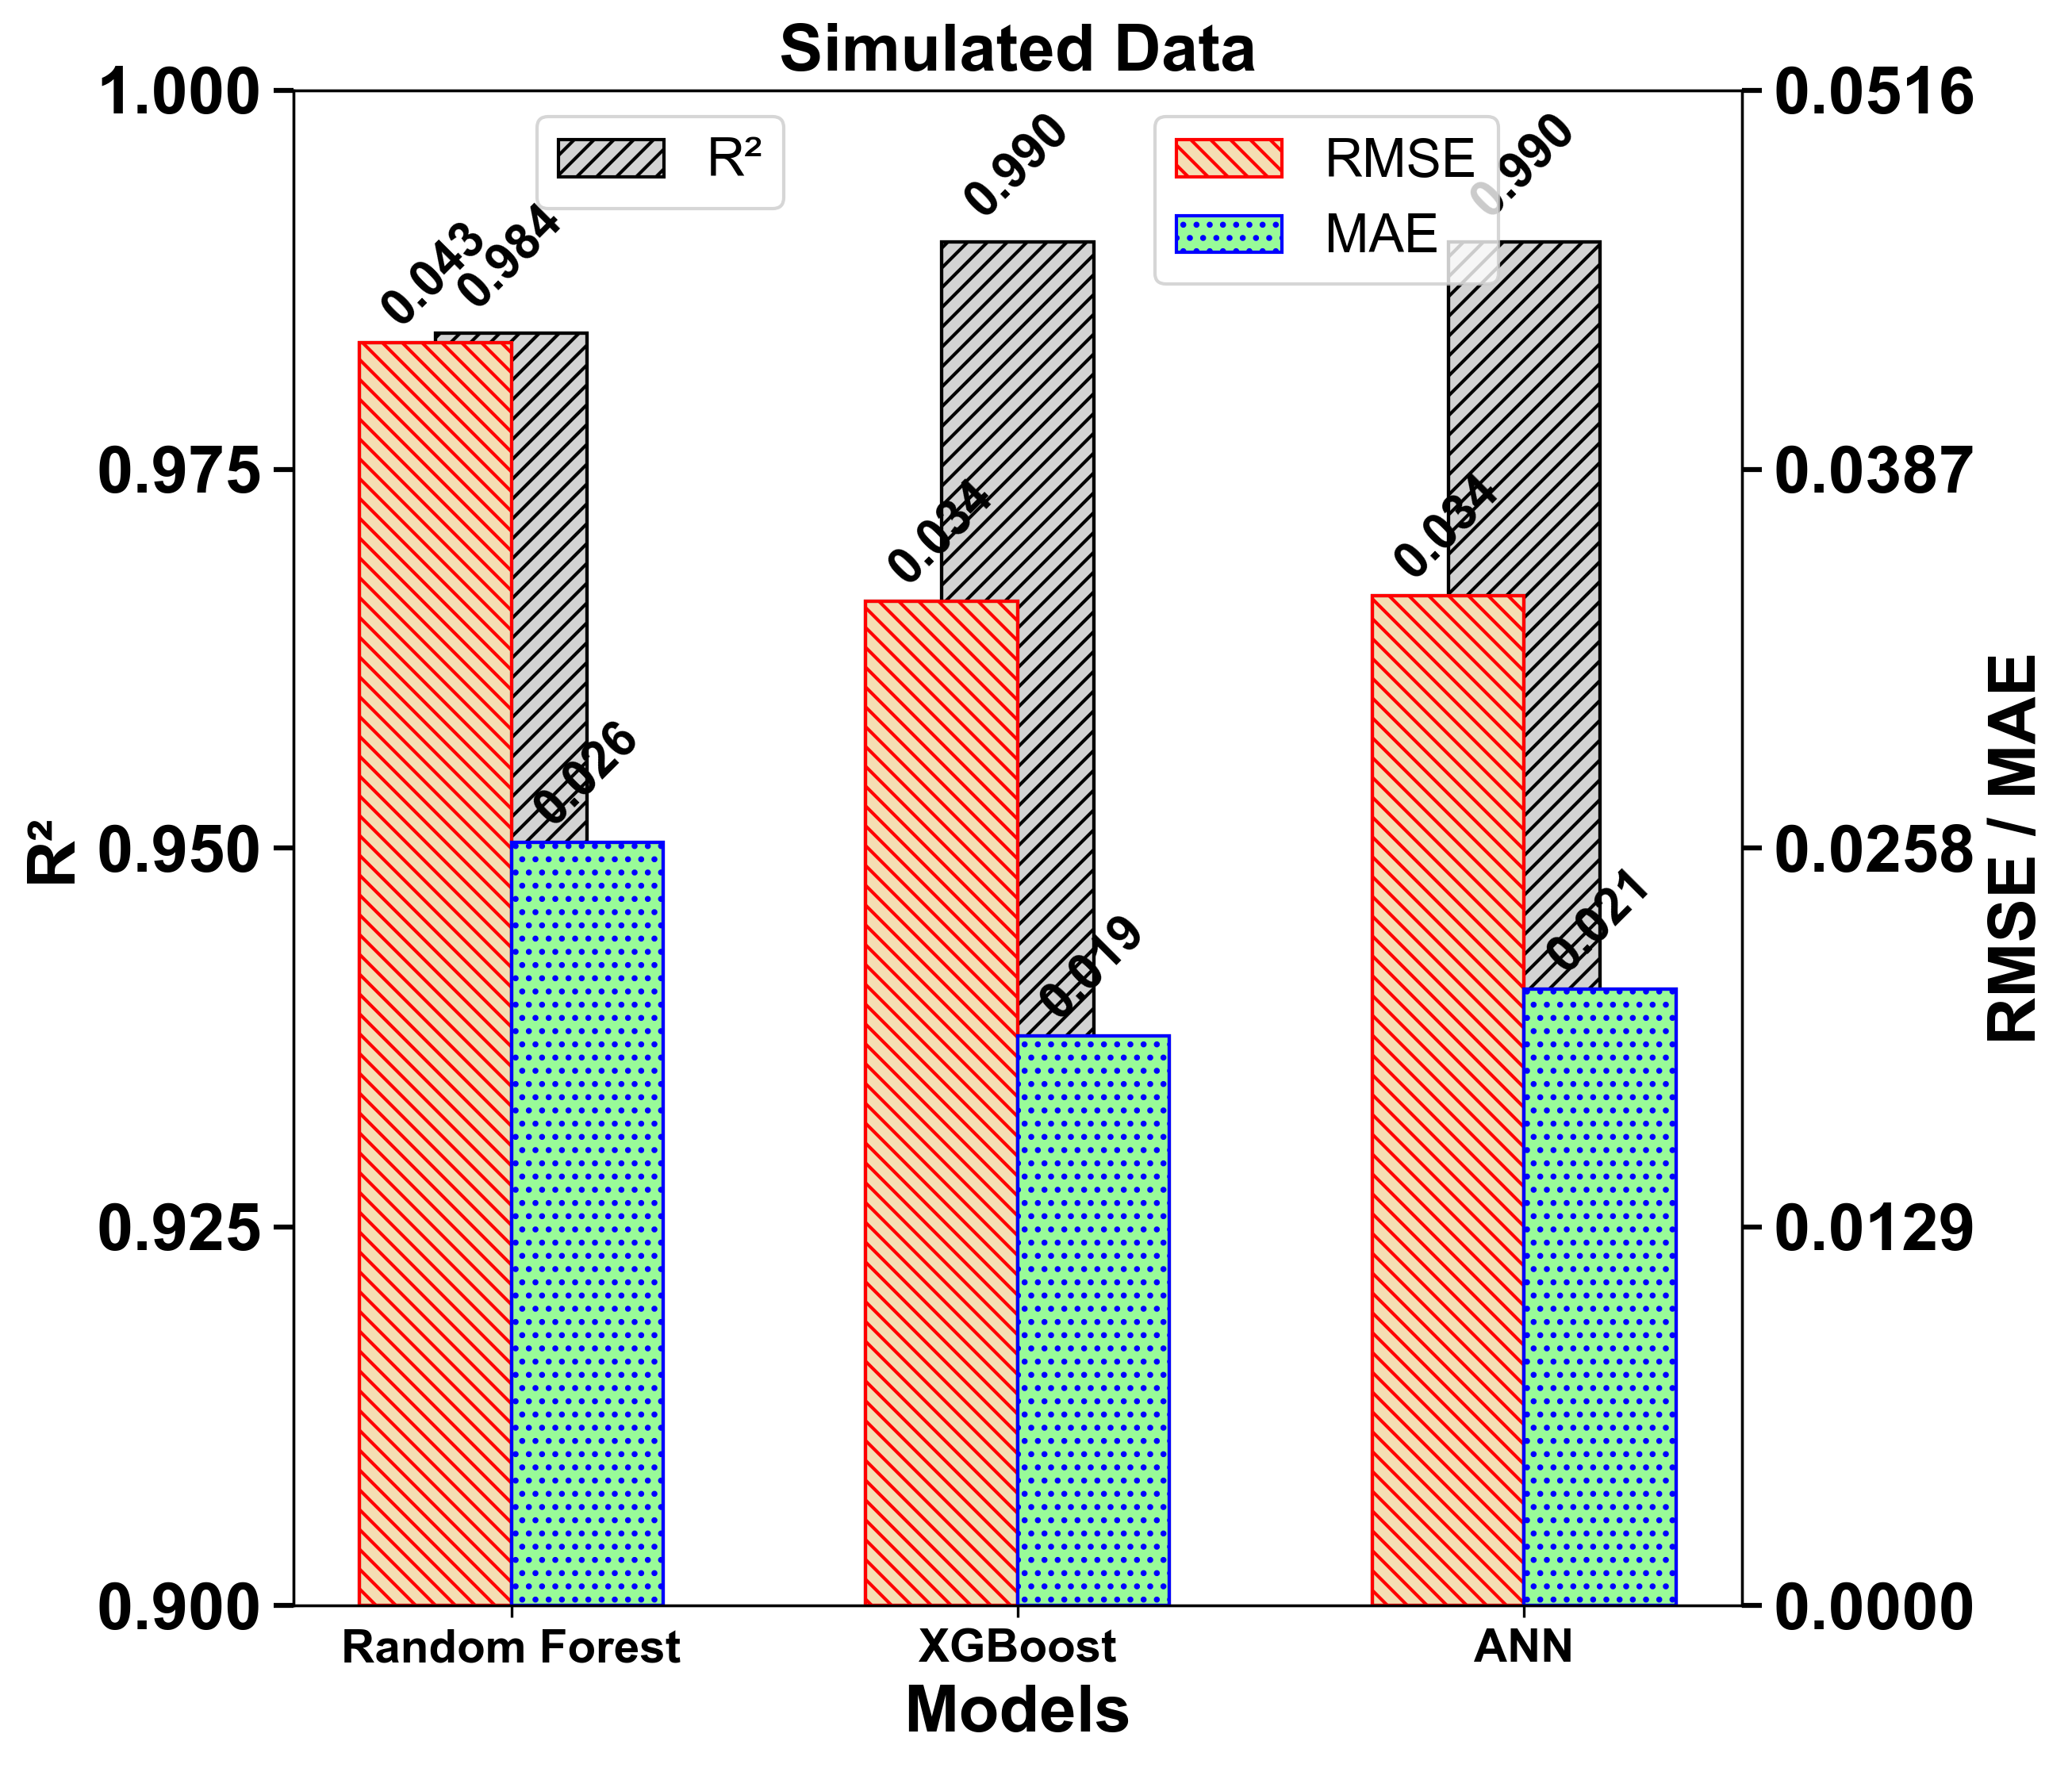 Simulated Data
1.000
0.975
0.950
0.925
0.900
R²
0.0516
0.0387
0.0258
0.0129
0.0000
RMSE / MAE
R²
RMSE
MAE
0.043
0.984
0.026
0.034
0.990
0.019
0.034
0.990
0.021
Random Forest
XGBoost
ANN
Models